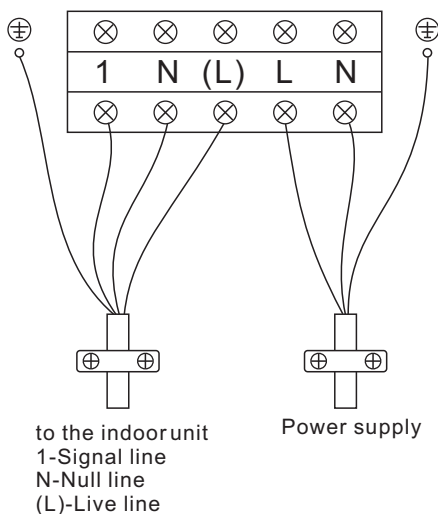 1 N (L) L N
to the indoor unit
1-Signal line
N-Null line
(L)-Live line
Power supply